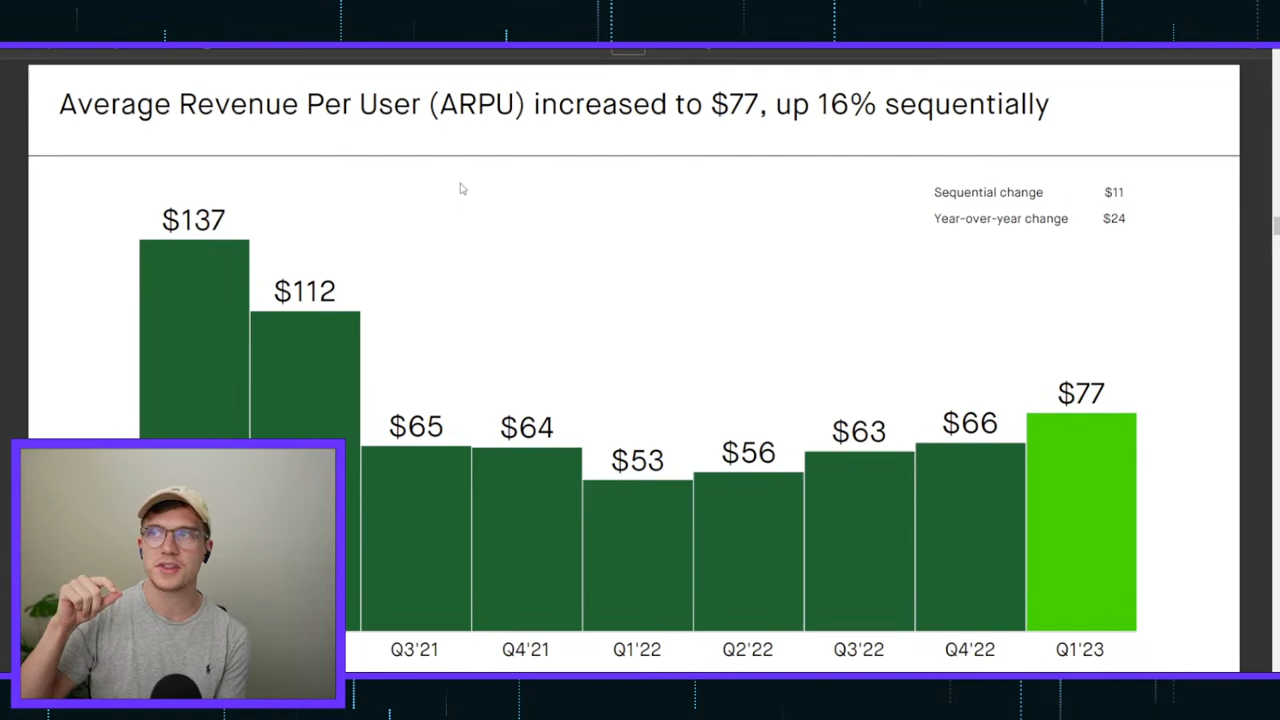 Average Revenue Per User (ARPU) increased to $77, up 16% sequentially
Sequential change $11
Year-over-year change $24
$137
$112
$65
$64
$53
$56
$63
$66
$77
Q3'21
Q4'21
Q1'22
Q2'22
Q3'22
Q4'22
Q1'23